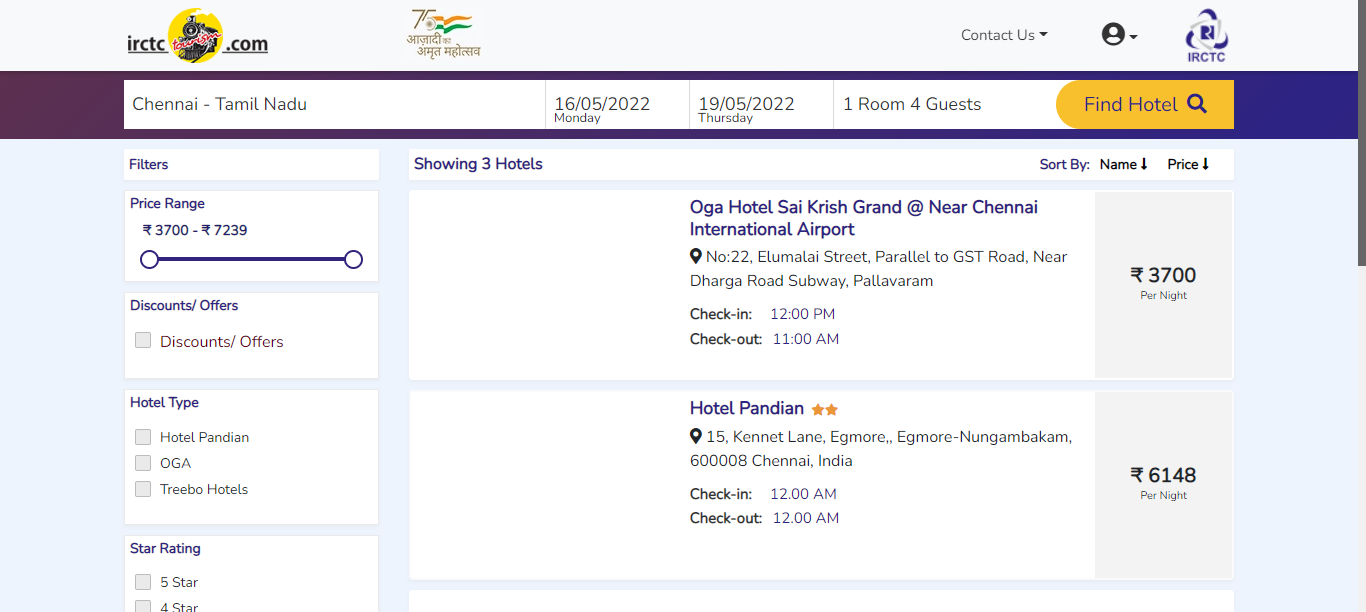 irctc tourism .com
75
आज़ादी का
अमृत महोत्सव
Contact Us
IRCTC
Chennai - Tamil Nadu
16/05/2022
Monday
19/05/2022
Thursday
1 Room 4 Guests
Find Hotel
Filters
Price Range
₹ 3700 - ₹ 7239
Discounts/ Offers
Discounts/ Offers
Hotel Type
Hotel Pandian
OGA
Treebo Hotels
Star Rating
5 Star
4 Star
Showing 3 Hotels
Sort By: Name Price
Oga Hotel Sai Krish Grand @ Near Chennai
International Airport
No:22, Elumalai Street, Parallel to GST Road, Near
Dharga Road Subway, Pallavaram
Check-in: 12:00 PM
Check-out: 11:00 AM
₹ 3700
Per Night
Hotel Pandian
15, Kennet Lane, Egmore,, Egmore-Nungambakam,
600008 Chennai, India
Check-in: 12.00 AM
Check-out: 12.00 AM
₹ 6148
Per Night